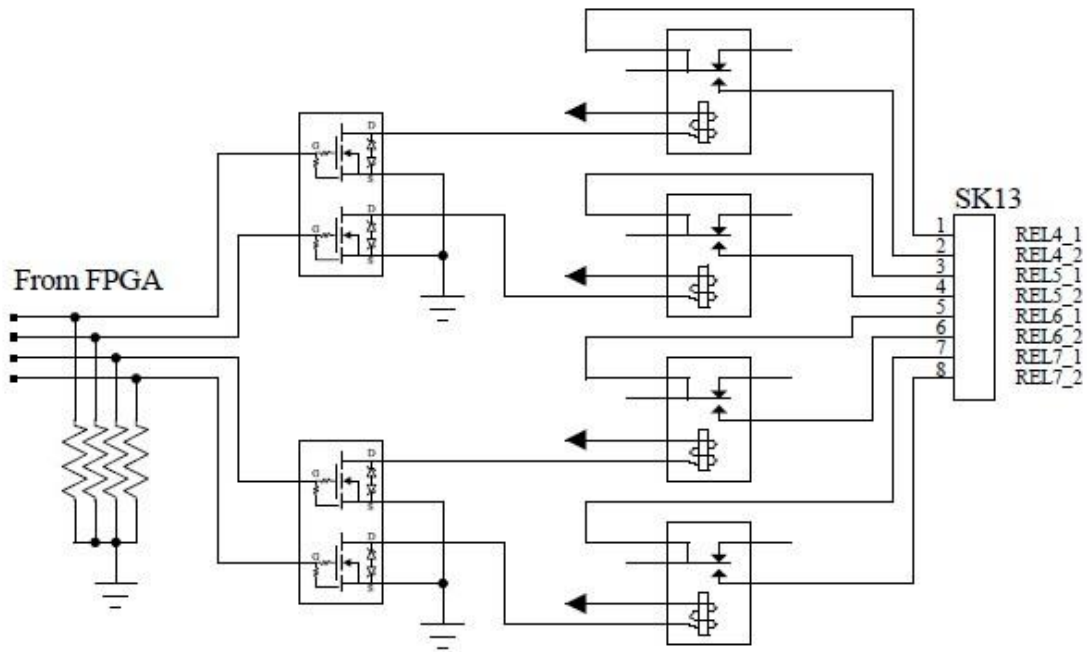 SK13
1 REL4_1
2 REL4_2
3 REL5_1
4 REL5_2
5 REL6_1
6 REL6_2
7 REL7_1
8 REL7_2
From FPGA
D
G
S
D
G
S
D
G
S
D
G
S